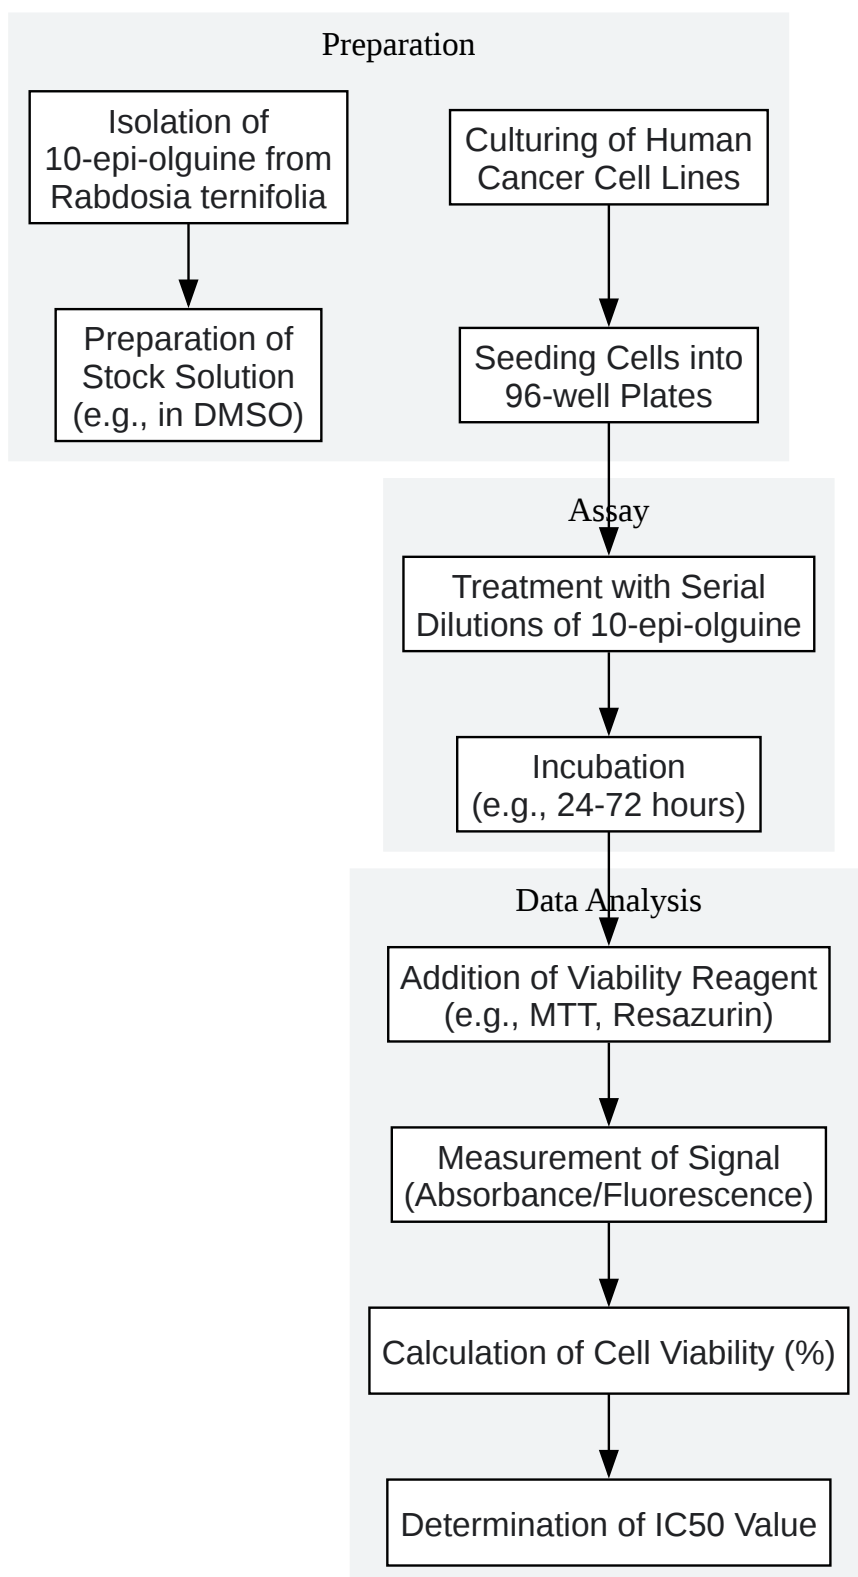 Preparation
Isolation of
10-epi-olguine from
Rabdosia ternifolia
Culturing of Human
Cancer Cell Lines
Preparation of
Stock Solution
(e.g., in DMSO)
Seeding Cells into
96-well Plates
Assay
Treatment with Serial
Dilutions of 10-epi-olguine
Incubation
(e.g., 24-72 hours)
Data Analysis
Addition of Viability Reagent
(e.g., MTT, Resazurin)
Measurement of Signal
(Absorbance/Fluorescence)
Calculation of Cell Viability (%)
Determination of IC50 Value